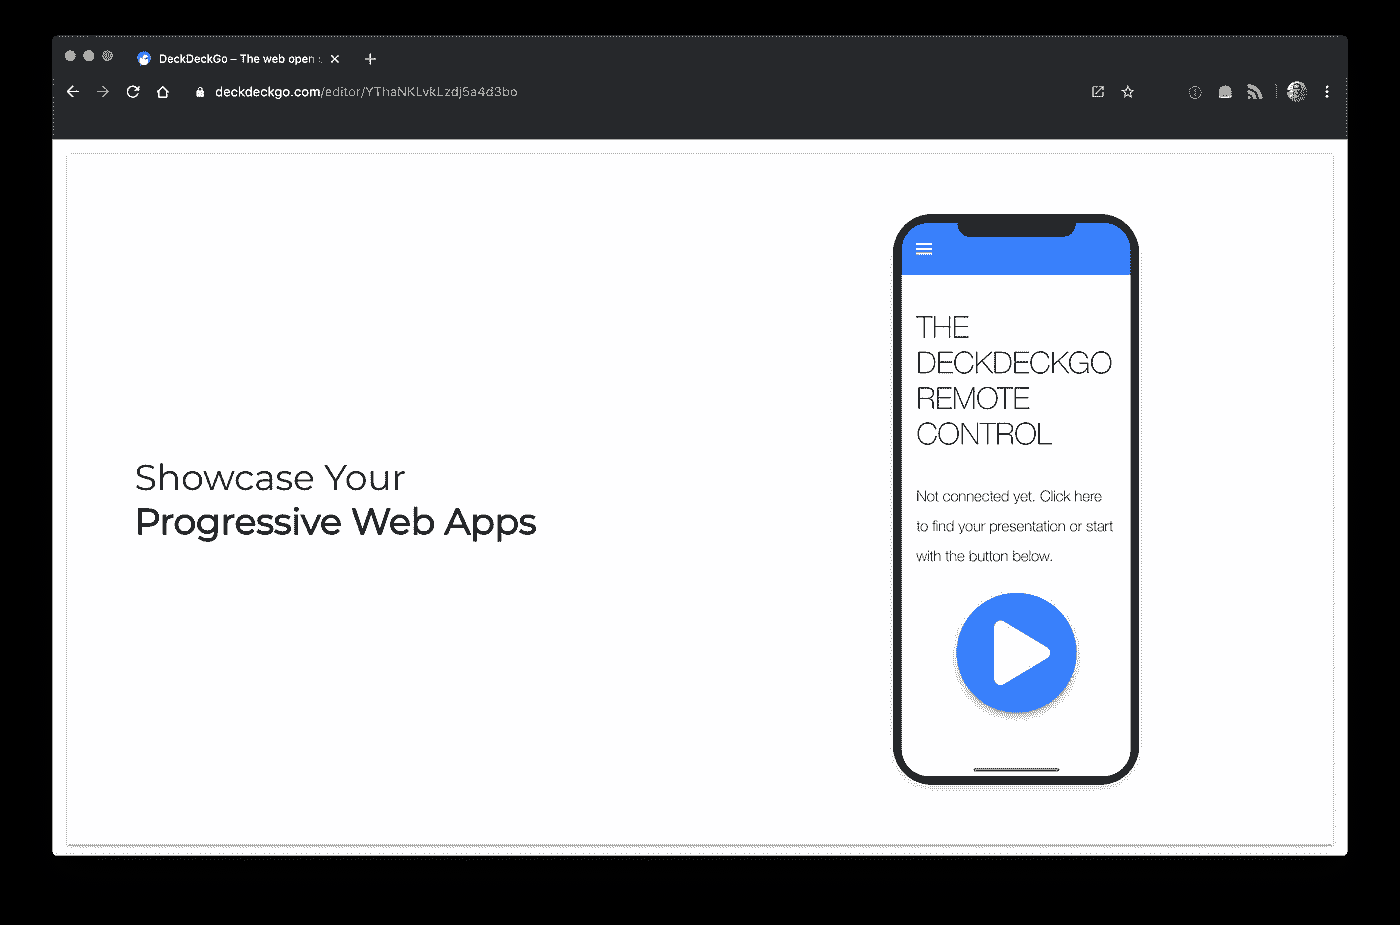 DeckDeckGo – The web open :
deckdeckgo.com/editor/YThaNKLvkLzdj5a4d3bo
Showcase Your
Progressive Web Apps
THE
DECKDECKGO
REMOTE
CONTROL
Not connected yet. Click here
to find your presentation or start
with the button below.